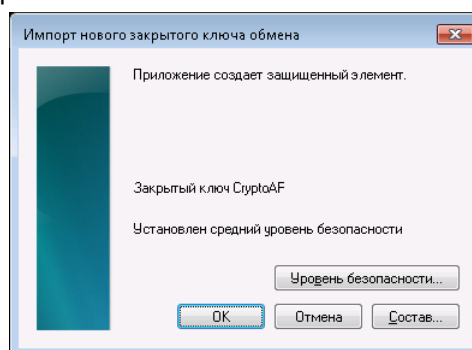 Импорт нового закрытого ключа обмена
Приложение создает защищенный элемент.
Закрытый ключ CryptoAF
Установлен средний уровень безопасности
Уровень безопасности...
OK
Отмена
Состав...